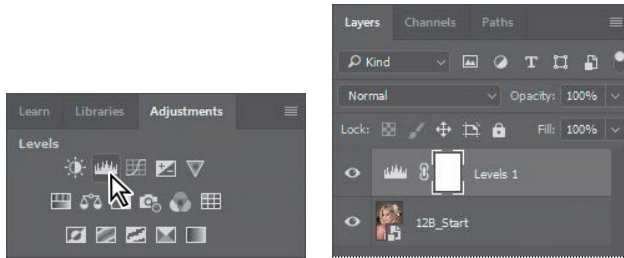 Learn Libraries Adjustments
Levels
Layers Channels Paths
Kind
Normal Opacity: 100%
Lock: Fill: 100%
Levels 1
12B_Start